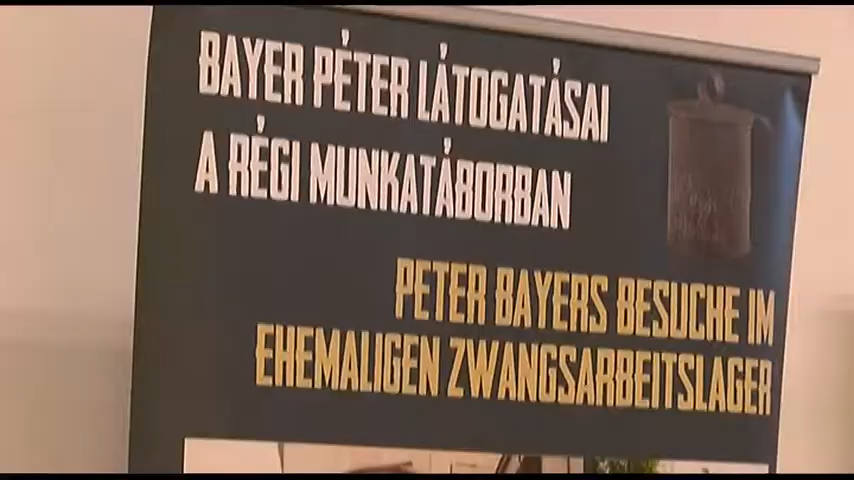 BAYER PÉTER LÁTOGATÁSAI
A RÉGI MUNKATÁBORBAN
PETER BAYERS BESUCHE IM
EHEMALIGEN ZWANGSARBEITSLAGER